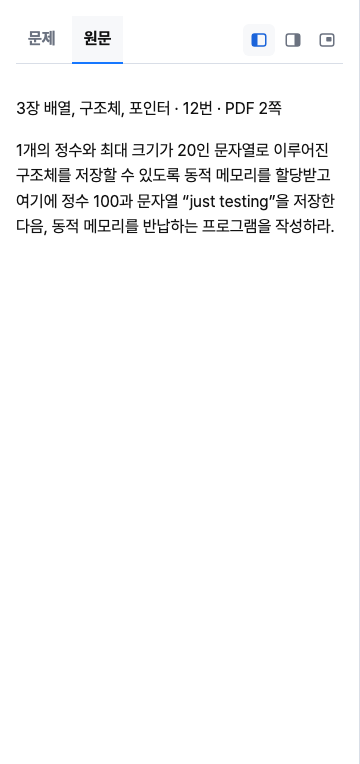 문제 원문
3장 배열, 구조체, 포인터 · 12번 · PDF 2쪽
1개의 정수와 최대 크기가 20인 문자열로 이루어진
구조체를 저장할 수 있도록 동적 메모리를 할당받고
여기에 정수 100과 문자열 “just testing”을 저장한
다음, 동적 메모리를 반납하는 프로그램을 작성하라.